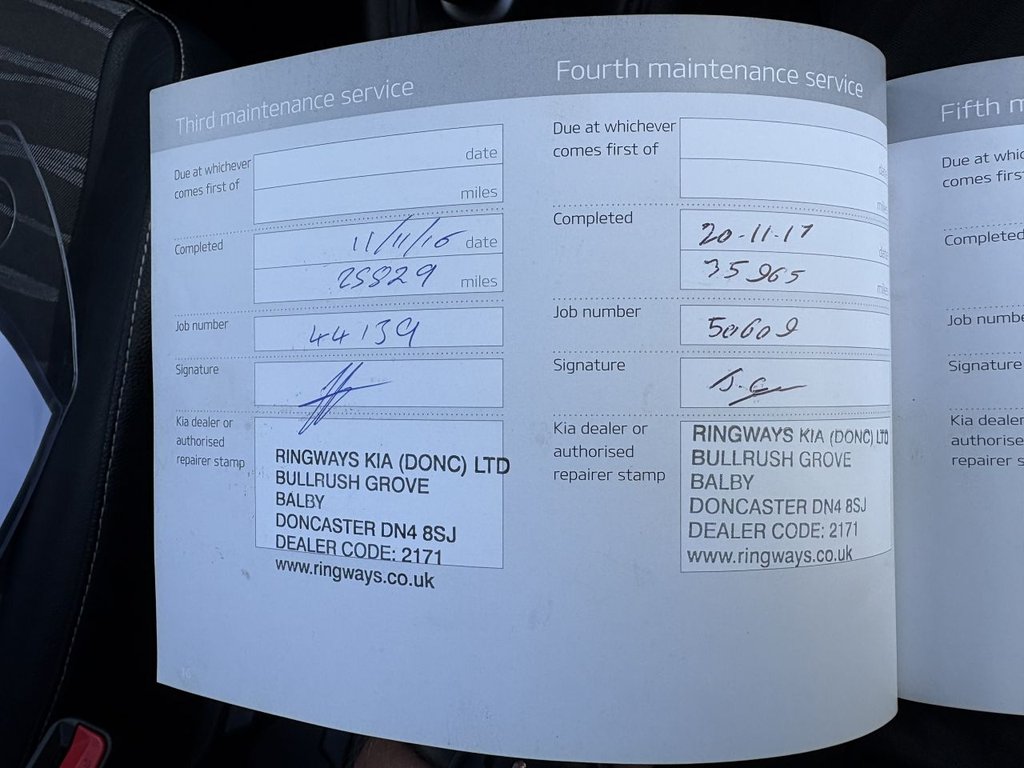 Third maintenance service
Due at whichever
comes first of
date
miles
Completed
11/11/16 date
25829 miles
Job number
44139
Signature
Kia dealer or
authorised
repairer stamp
RINGWAYS KIA (DONC) LTD
BULLRUSH GROVE
BALBY
DONCASTER DN4 8SJ
DEALER CODE: 2171
www.ringways.co.uk
16
Fourth maintenance service
Due at whichever
comes first of
Completed
20-11-17
35965
Job number
50609
Signature
Kia dealer or
authorised
repairer stamp
RINGWAYS KIA (DONC) LTD
BULLRUSH GROVE
BALBY
DONCASTER DN4 8SJ
DEALER CODE: 2171
www.ringways.co.uk
Fifth m
Due at whic
comes first
Completed
Job numbe
Signature
Kia dealer
authorise
repairer s